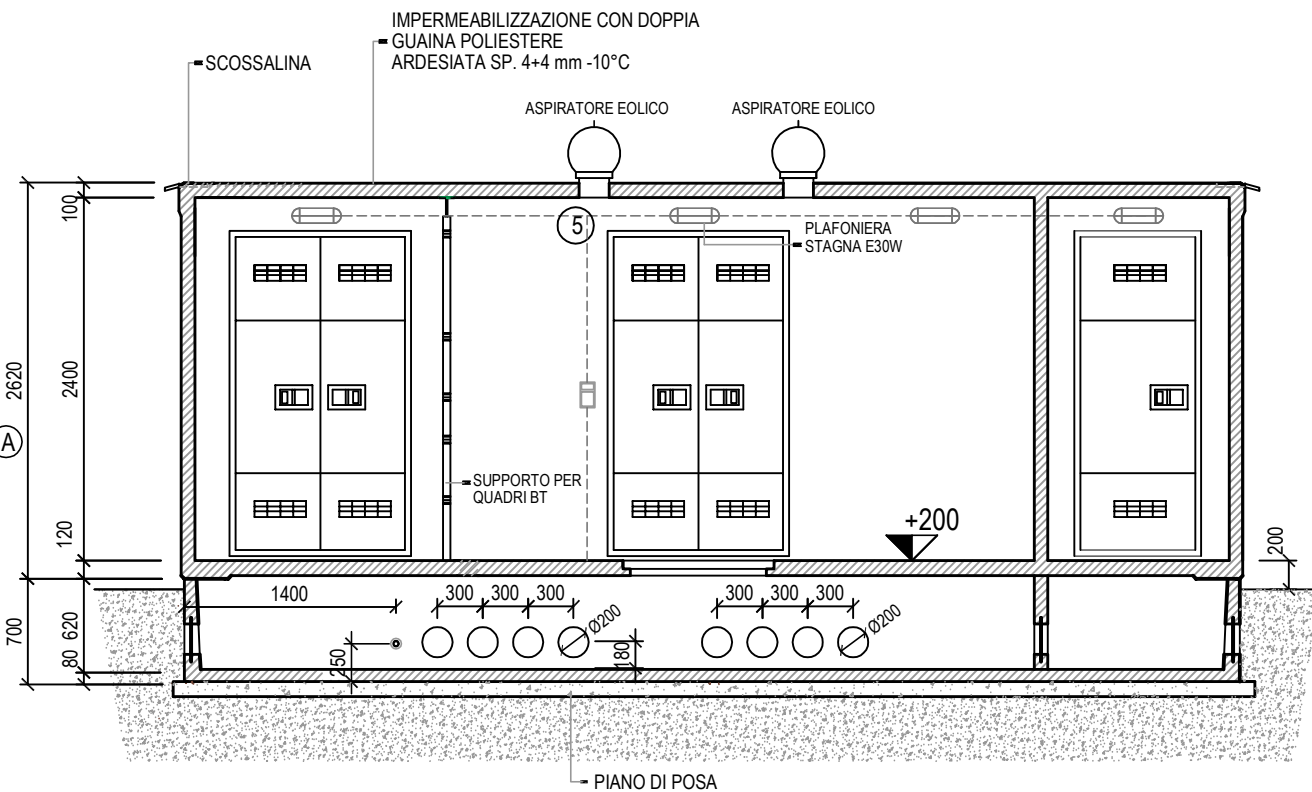 IMPERMEABILIZZAZIONE CON DOPPIA
GUAINA POLIESTERE
ARDESIATA SP. 4+4 mm -10°C
SCOSSALINA
ASPIRATORE EOLICO
ASPIRATORE EOLICO
100
5
PLAFONIERA
STAGNA E30W
2620
2400
A
SUPPORTO PER
QUADRI BT
120
+200
200
1400
300
300
300
Ø200
300
300
300
Ø200
700
620
80
250
180
PIANO DI POSA